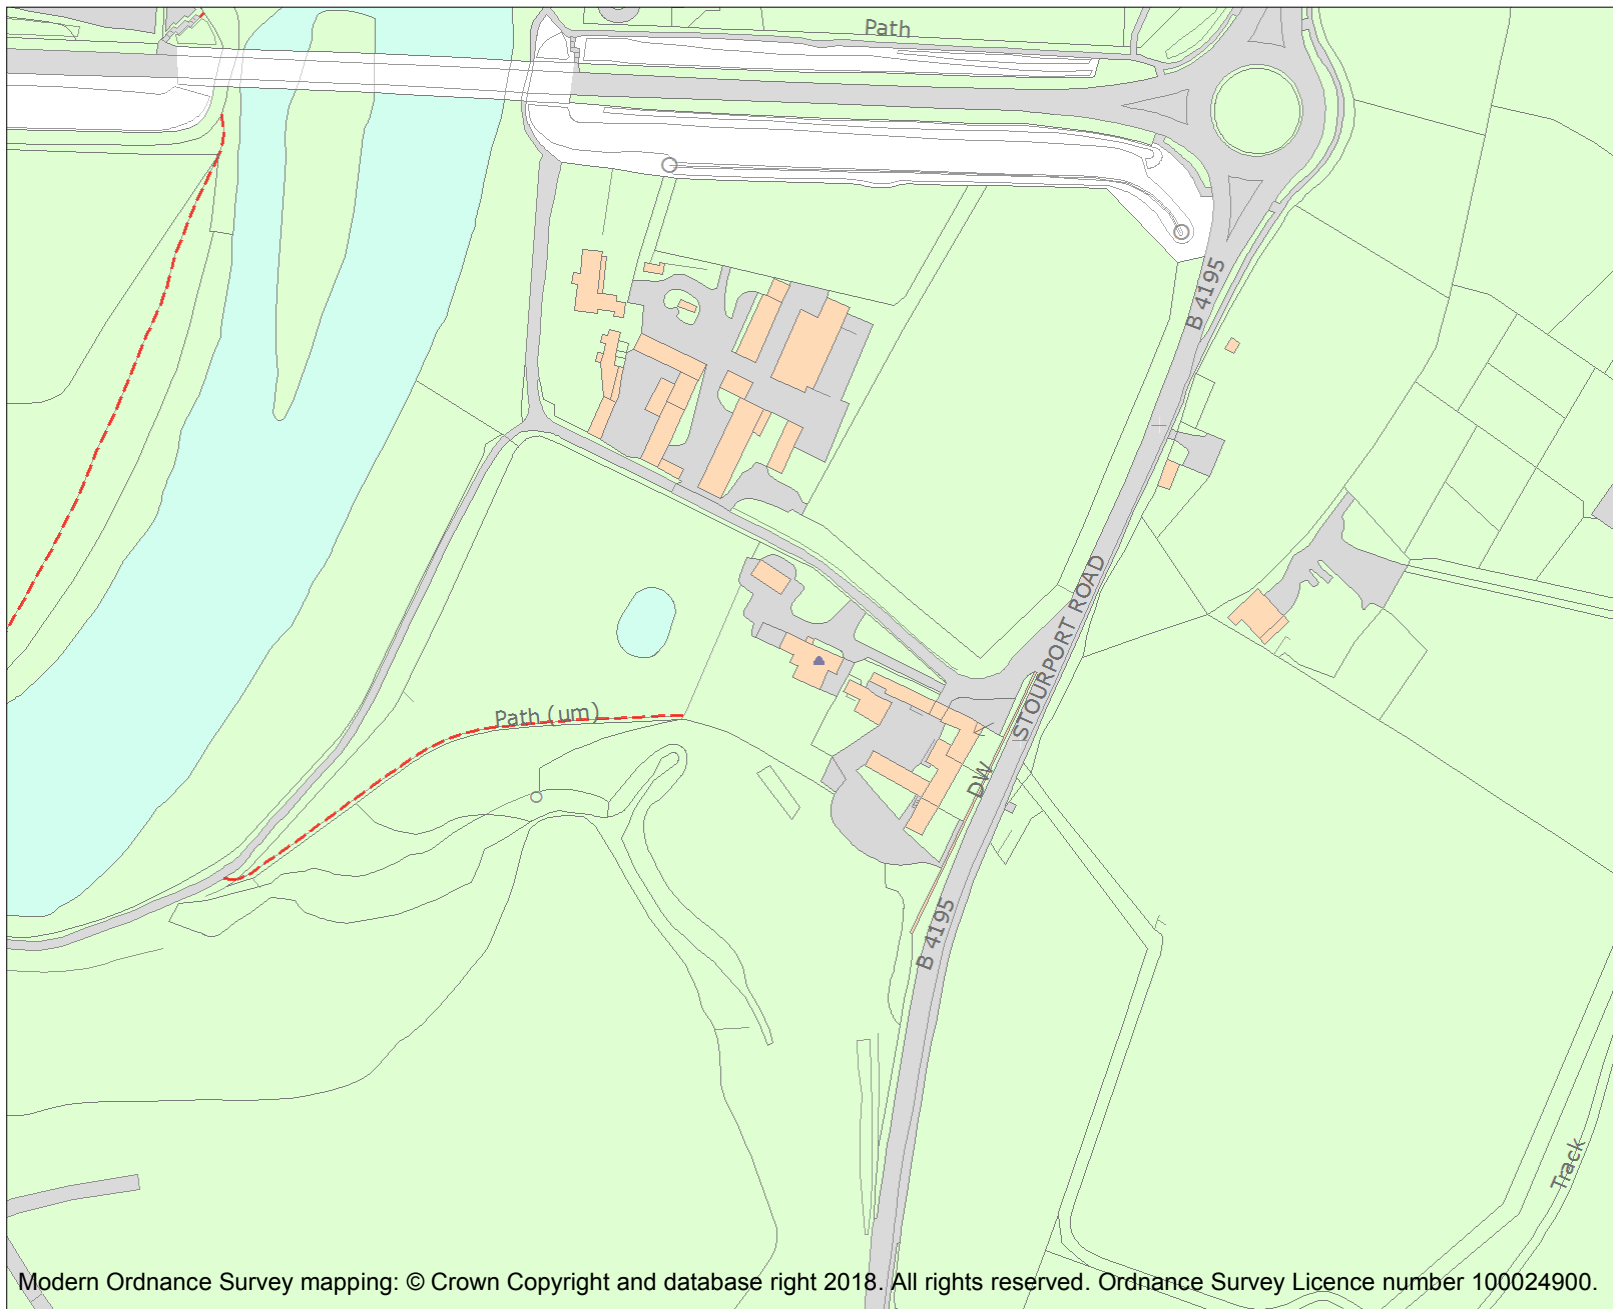 Path
B 4195
STOURPORT ROAD
Path (um)
DW
B 4195
Track
Modern Ordnance Survey mapping: © Crown Copyright and database right 2018. All rights reserved. Ordnance Survey Licence number 100024900.